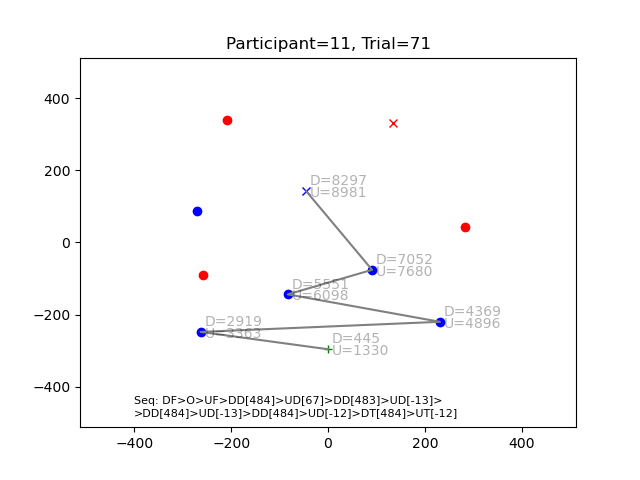 Participant=11, Trial=71
400
200
0
−200
−400
D=8297
U=8981
D=7052
U=7680
D=5551
U=6098
D=4369
U=4896
D=2919
U=3363
D=445
U=1330
Seq: DF>O>UF>DD[484]>UD[67]>DD[483]>UD[-13]>
>DD[484]>UD[-13]>DD[484]>UD[-12]>DT[484]>UT[-12]
−400 −200 0 200 400